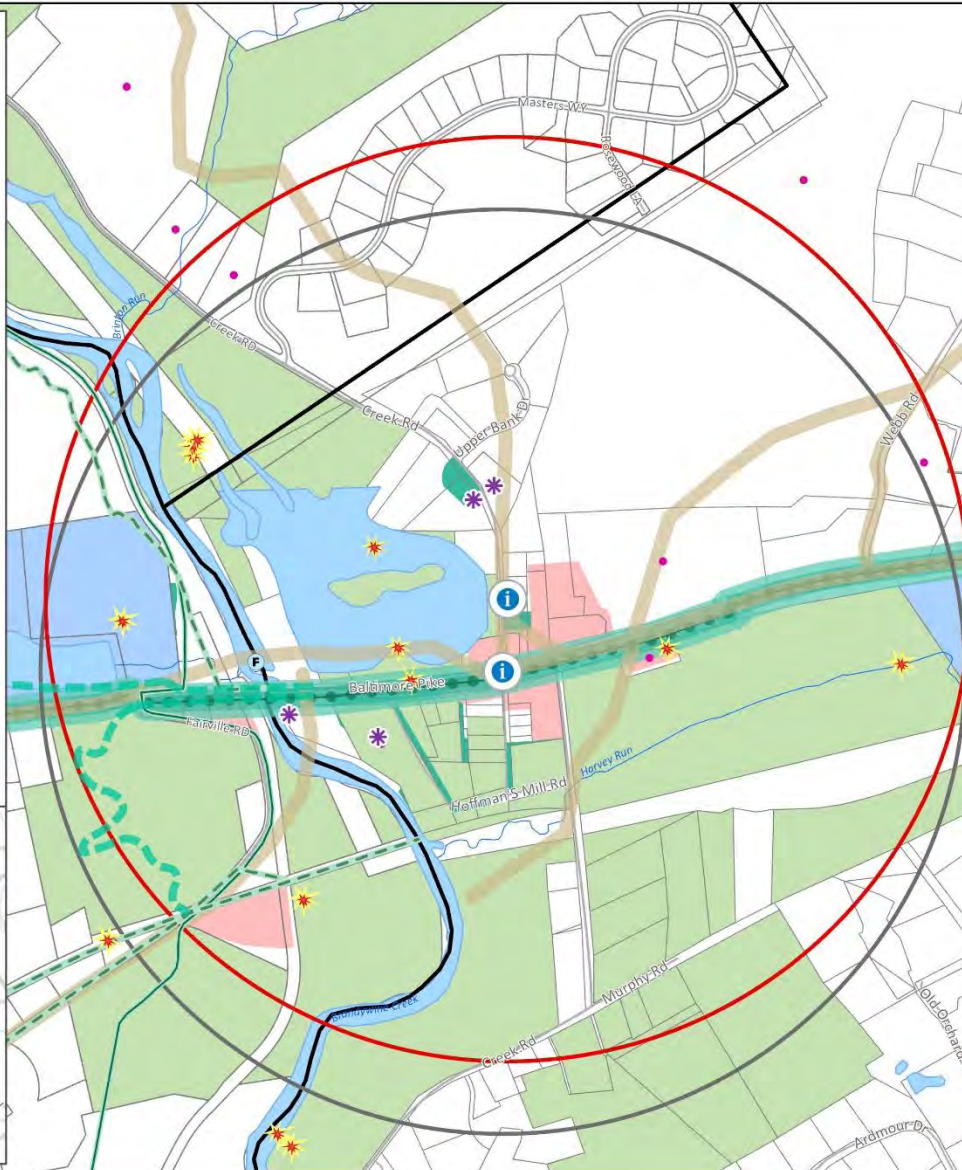 Masters WY
Rosewood LA
Brinton Run
Creek RD
Creek Rd
Upper Bank Dr
Webb Rd
i
F
i
Baltimore Pike
Fairville RD
Harvey Run
Hoffman S Mill Rd
Murphy Rd
Brandywine Creek
Creek Rd
Old Orchard
Ardmour Dr